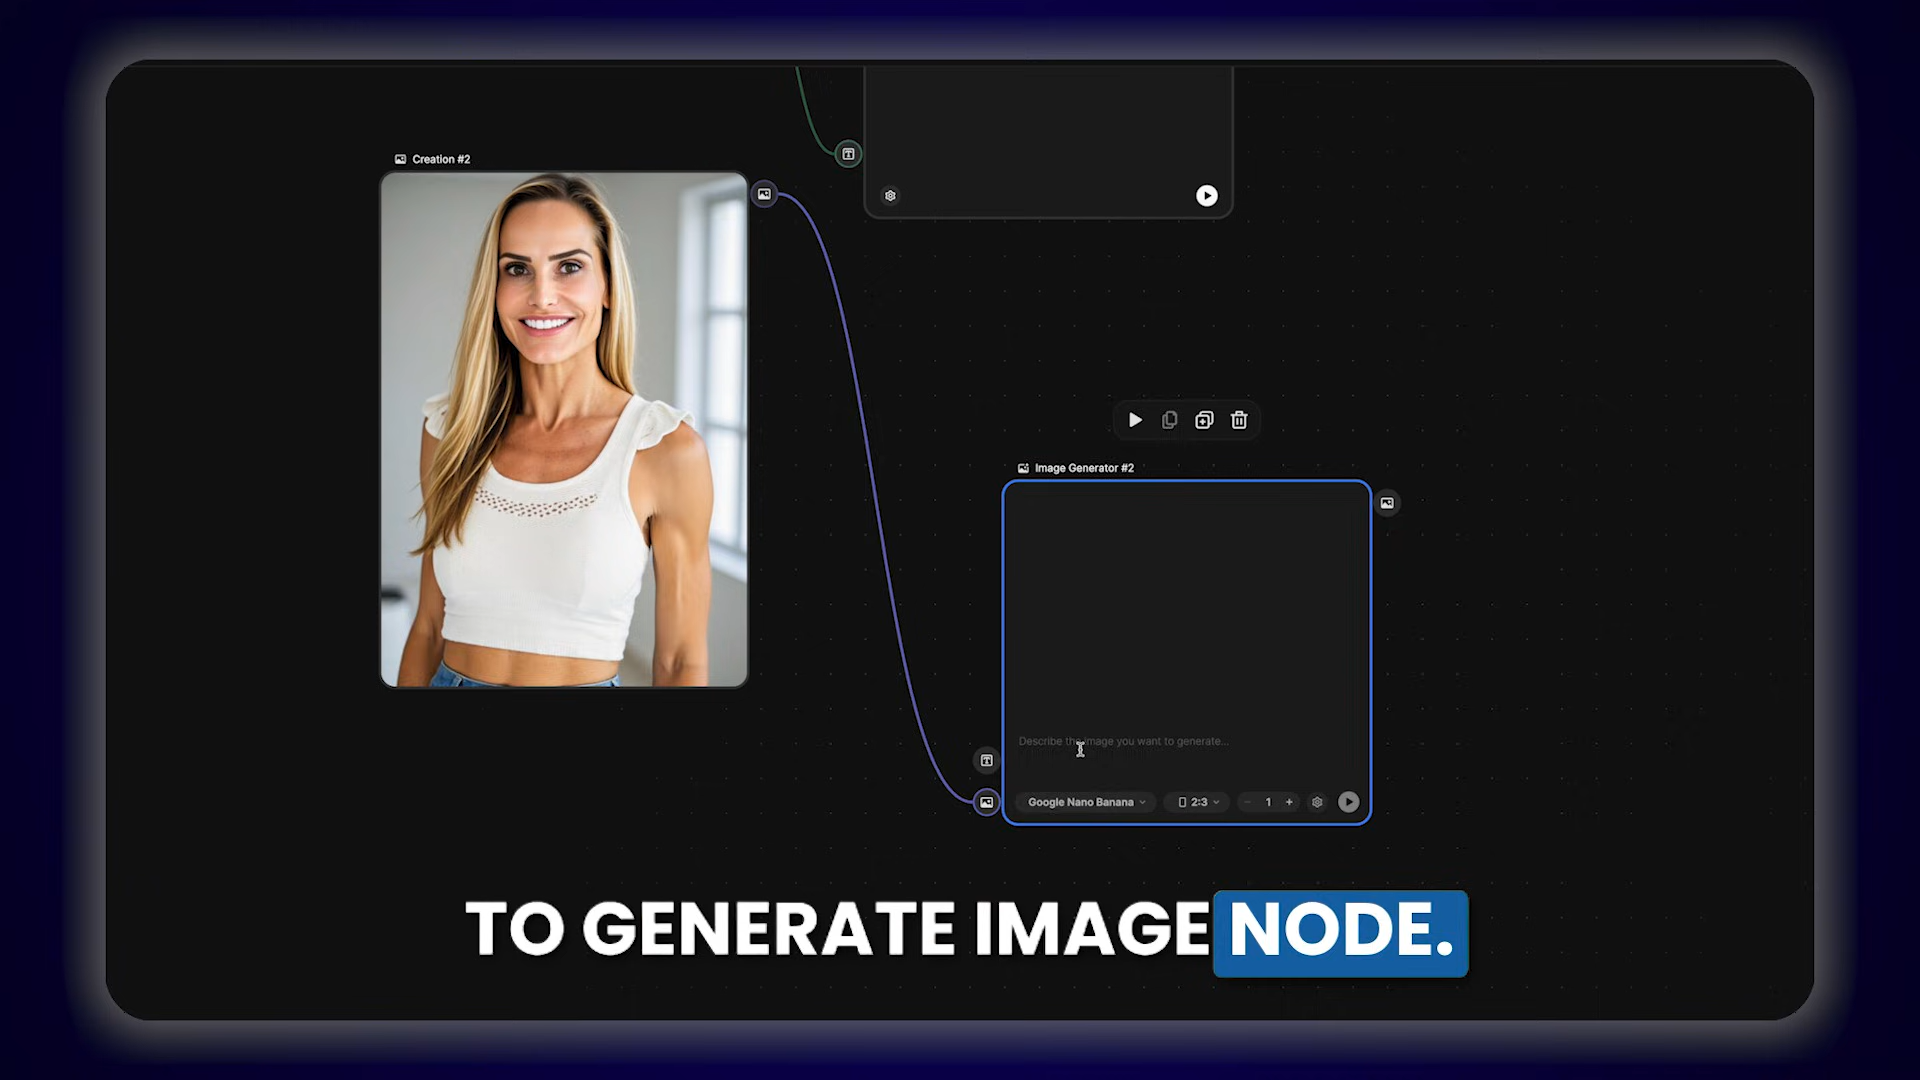 Creation #2
Image Generator #2
Describe the image you want to generate...
Google Nano Banana
2:3
1
TO GENERATE IMAGE NODE.